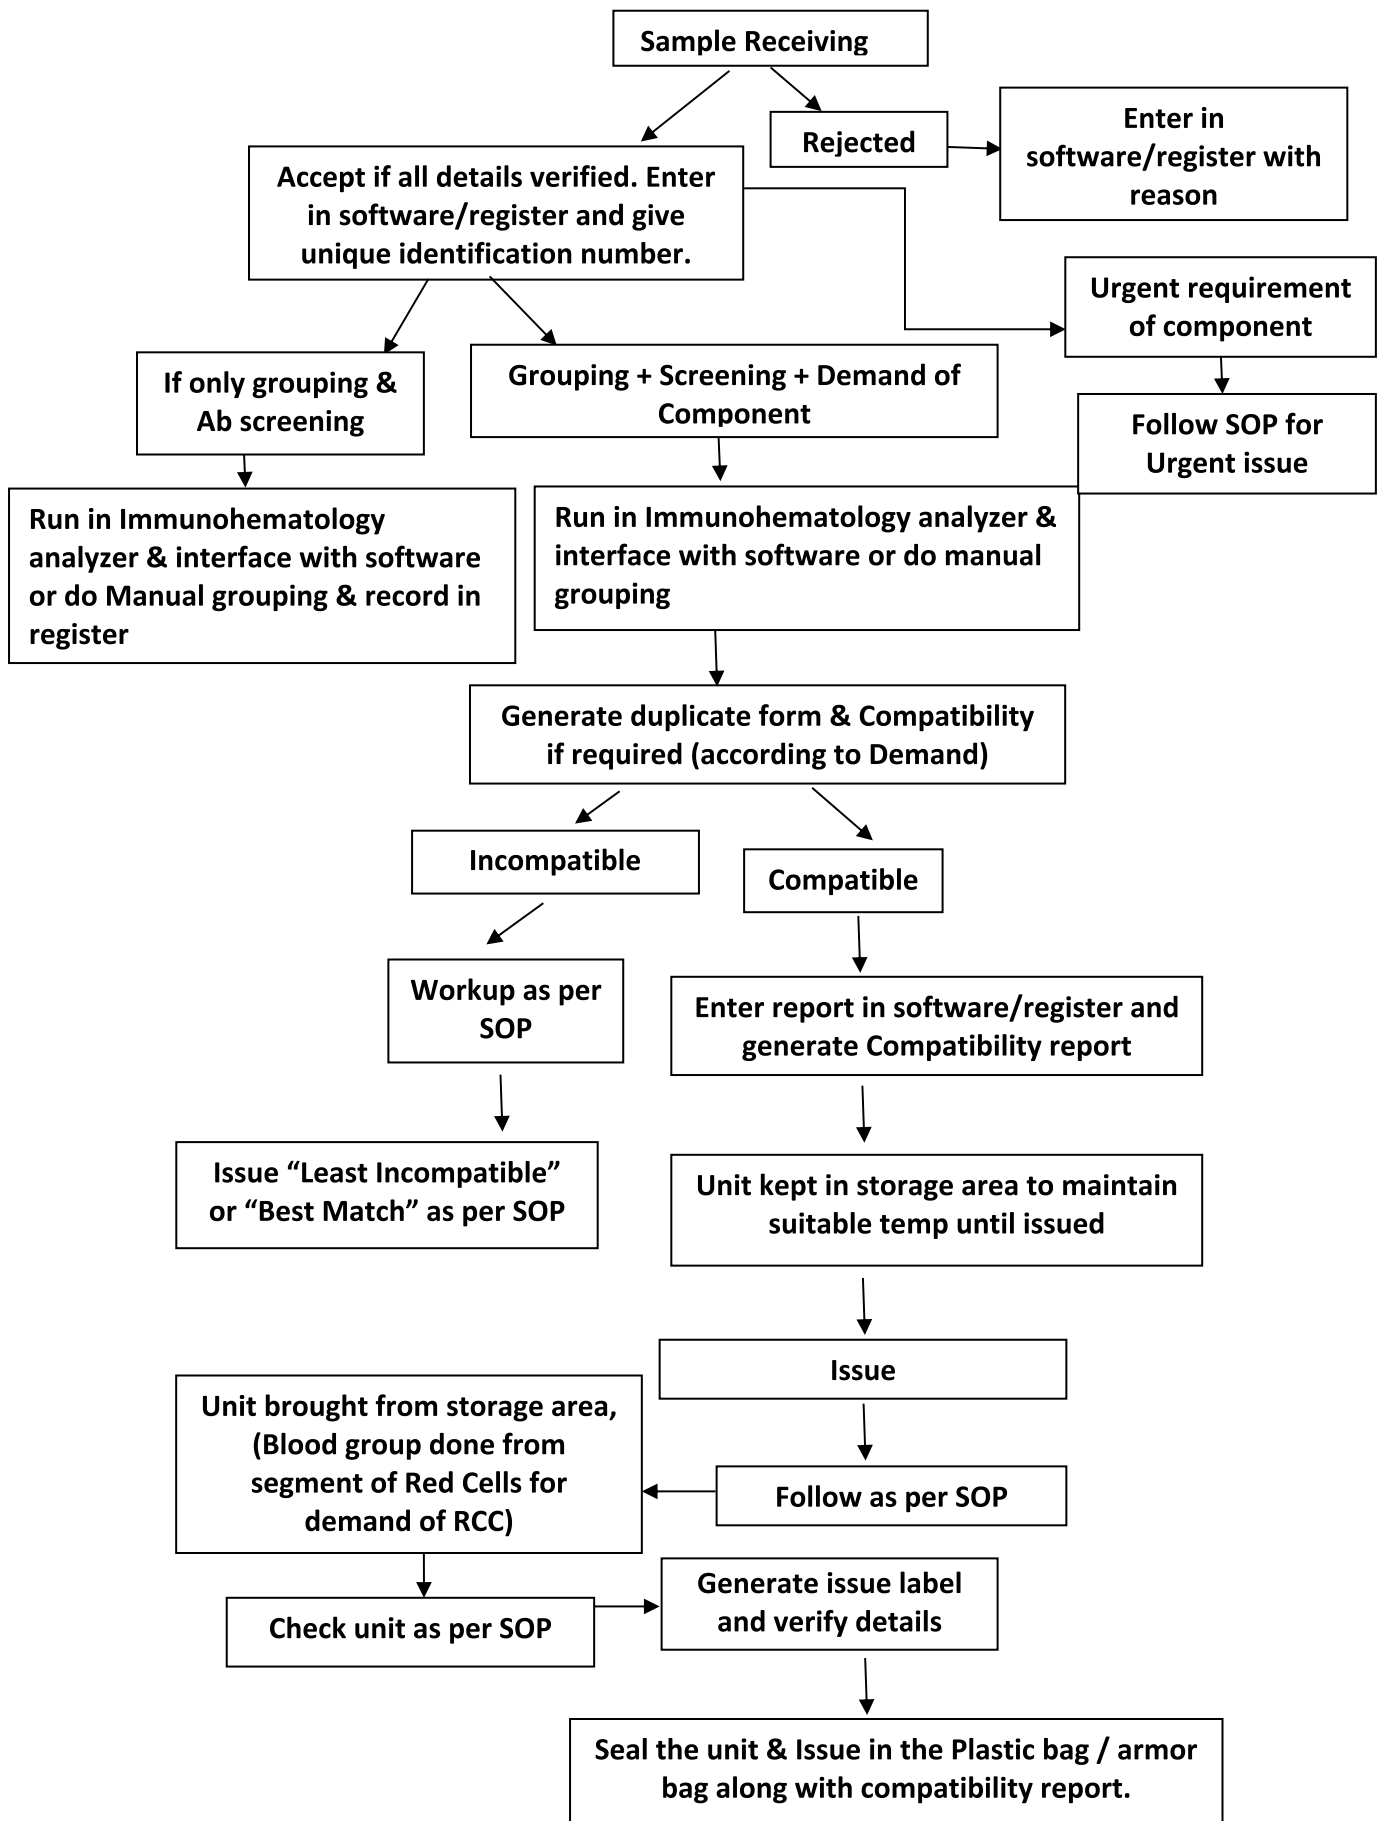 Sample Receiving
Rejected
Enter in
software/register with
reason
Accept if all details verified. Enter
in software/register and give
unique identification number.
Urgent requirement
of component
If only grouping &
Ab screening
Grouping + Screening + Demand of
Component
Follow SOP for
Urgent issue
Run in Immunohematology
analyzer & interface with software
or do Manual grouping & record in
register
Run in Immunohematology analyzer &
interface with software or do manual
grouping
Generate duplicate form & Compatibility
if required (according to Demand)
Incompatible
Compatible
Workup as per
SOP
Enter report in software/register and
generate Compatibility report
Issue “Least Incompatible”
or “Best Match” as per SOP
Unit kept in storage area to maintain
suitable temp until issued
Issue
Unit brought from storage area,
(Blood group done from
segment of Red Cells for
demand of RCC)
Follow as per SOP
Generate issue label
and verify details
Check unit as per SOP
Seal the unit & Issue in the Plastic bag / armor
bag along with compatibility report.